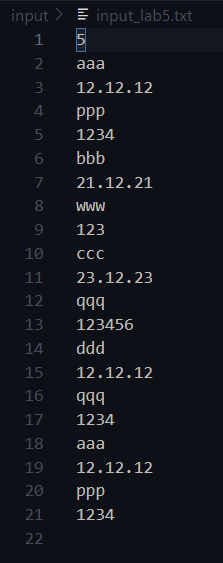 input > input_lab5.txt
1 5
2 aaa
3 12.12.12
4 ppp
5 1234
6 bbb
7 21.12.21
8 www
9 123
10 ccc
11 23.12.23
12 qqq
13 123456
14 ddd
15 12.12.12
16 qqq
17 1234
18 aaa
19 12.12.12
20 ppp
21 1234
22